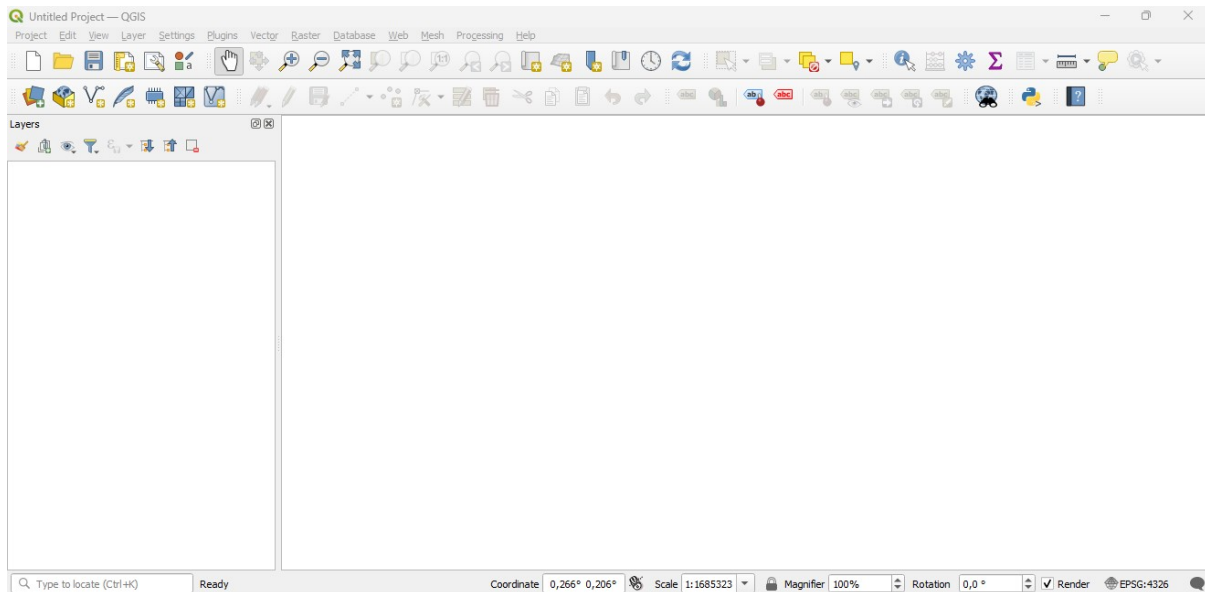 Untitled Project — QGIS
Project Edit View Layer Settings Plugins Vector Raster Database Web Mesh Processing Help
Layers
Type to locate (Ctrl+K) Ready Coordinate 0,266° 0,206° Scale 1:1685323 Magnifier 100% Rotation 0,0 ° Render EPSG:4326